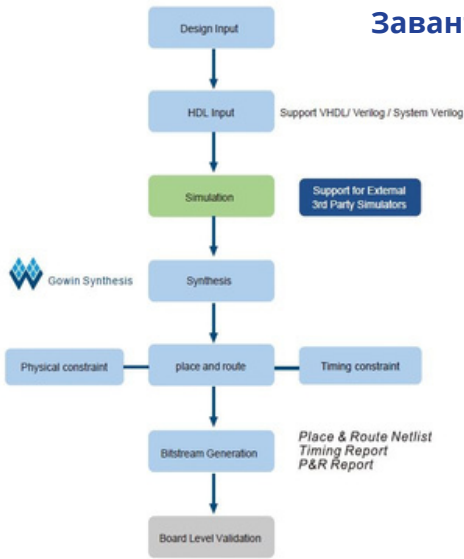 Заван
Design Input
HDL Input
Support VHDL/ Verilog / System Verilog
Simulation
Support for External
3rd Party Simulators
Gowin Synthesis
Synthesis
Physical constraint
place and route
Timing constraint
Bitstream Generation
Place & Route Netlist
Timing Report
P&R Report
Board Level Validation